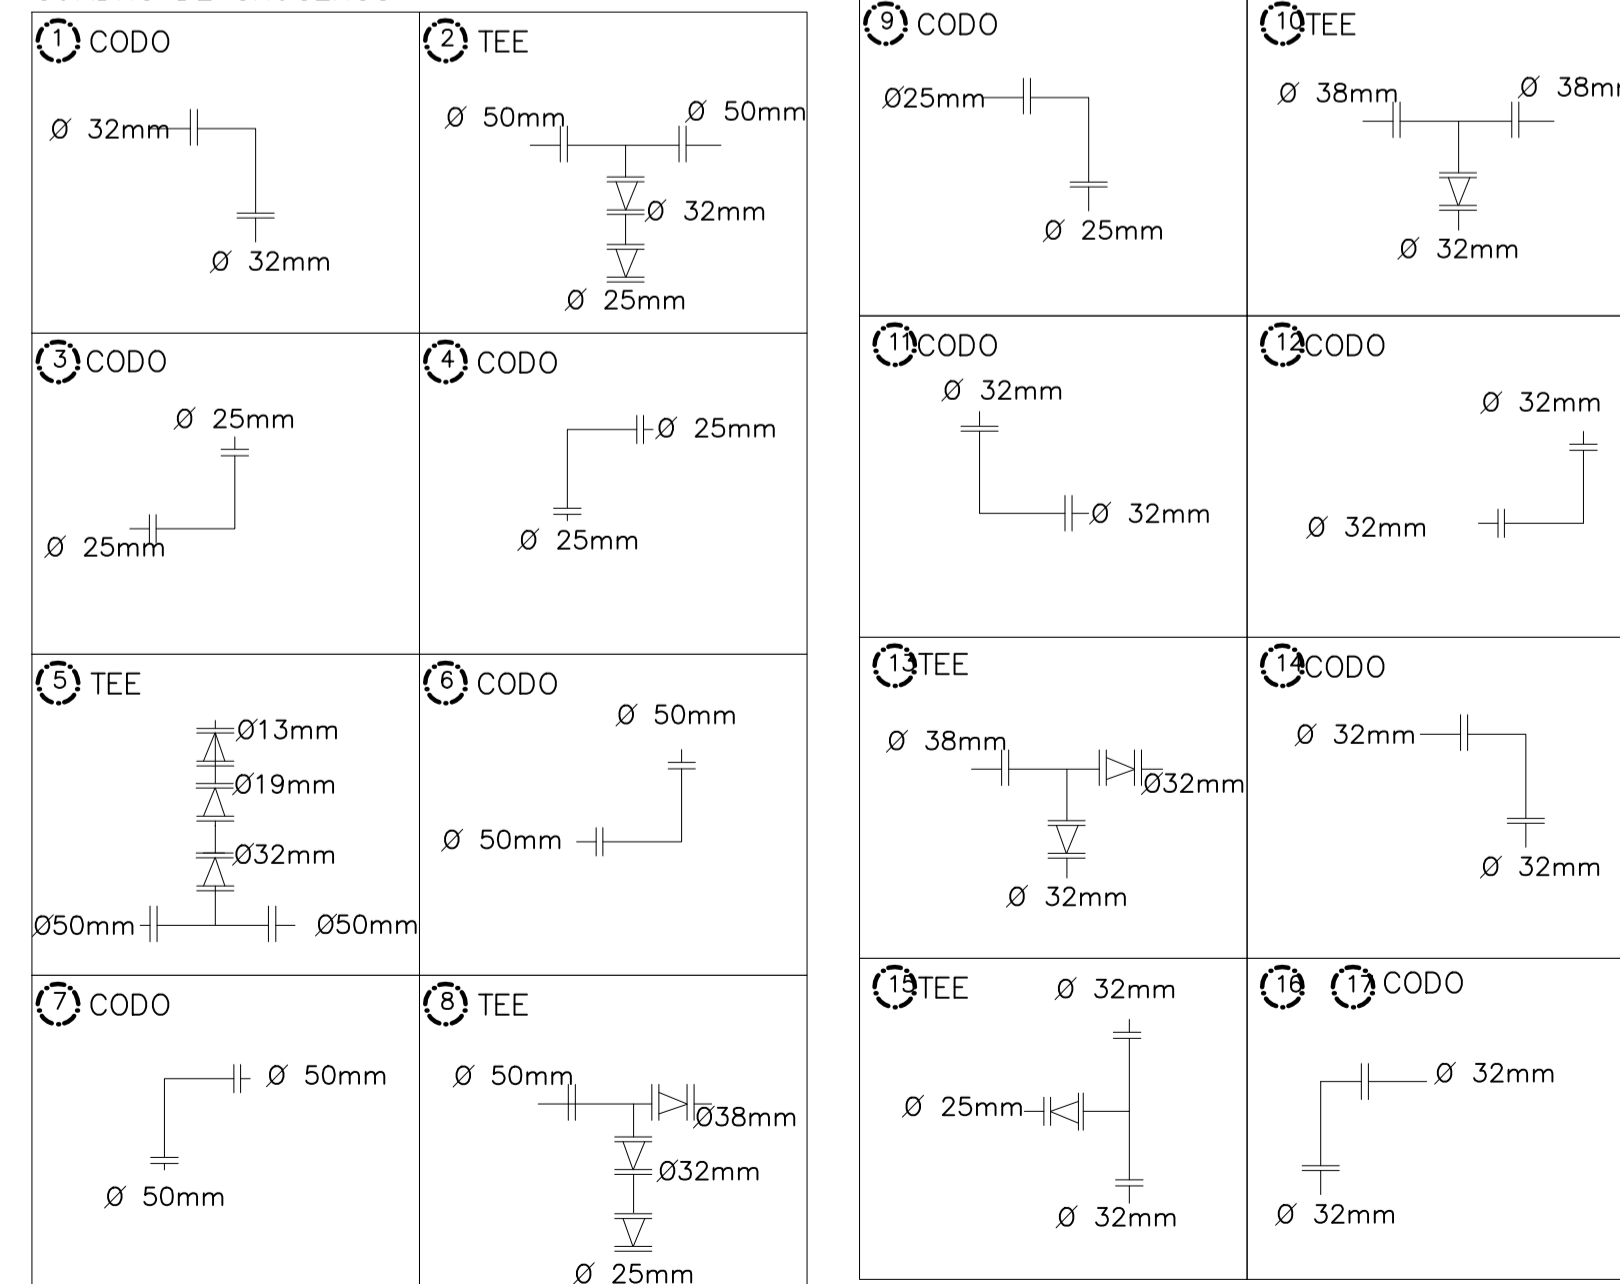 1 CODO
Ø 32mm
Ø 32mm
2 TEE
Ø 50mm
Ø 50mm
Ø 32mm
Ø 25mm
3 CODO
Ø 25mm
Ø 25mm
4 CODO
Ø 25mm
Ø 25mm
5 TEE
Ø13mm
Ø19mm
Ø32mm
Ø50mm
Ø50mm
6 CODO
Ø 50mm
Ø 50mm
7 CODO
Ø 50mm
Ø 50mm
8 TEE
Ø 50mm
Ø38mm
Ø32mm
Ø 25mm
9 CODO
Ø25mm
Ø 25mm
10 TEE
Ø 38mm
Ø 38m
Ø 32mm
11 CODO
Ø 32mm
Ø 32mm
12 CODO
Ø 32mm
Ø 32mm
13 TEE
Ø 38mm
Ø32mm
Ø 32mm
14 CODO
Ø 32mm
Ø 32mm
15 TEE
Ø 32mm
Ø 25mm
Ø 32mm
16 17 CODO
Ø 32mm
Ø 32mm